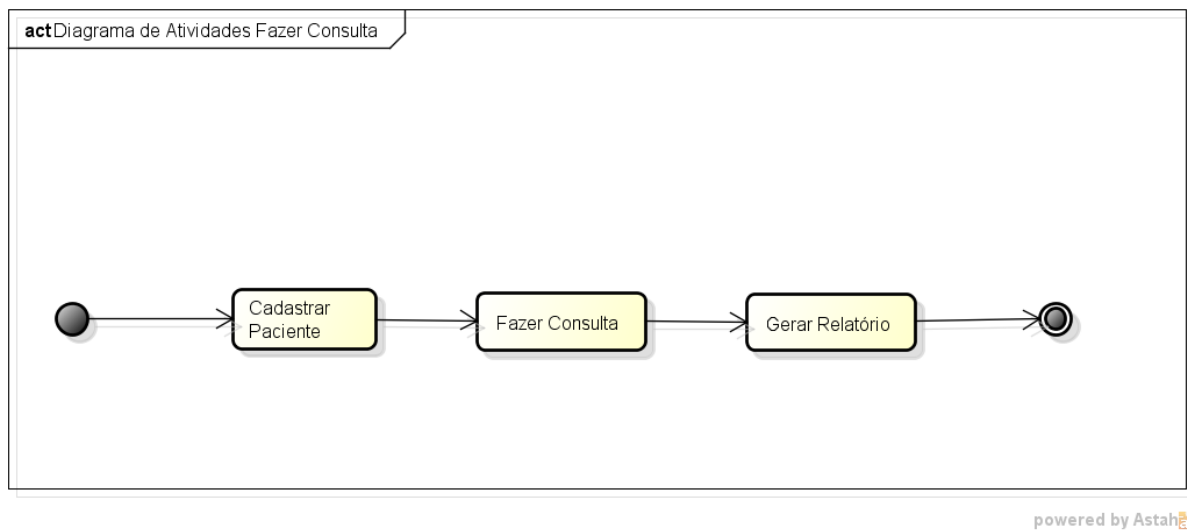 act Diagrama de Atividades Fazer Consulta
Cadastrar
Paciente
Fazer Consulta
Gerar Relatório
powered by Astah